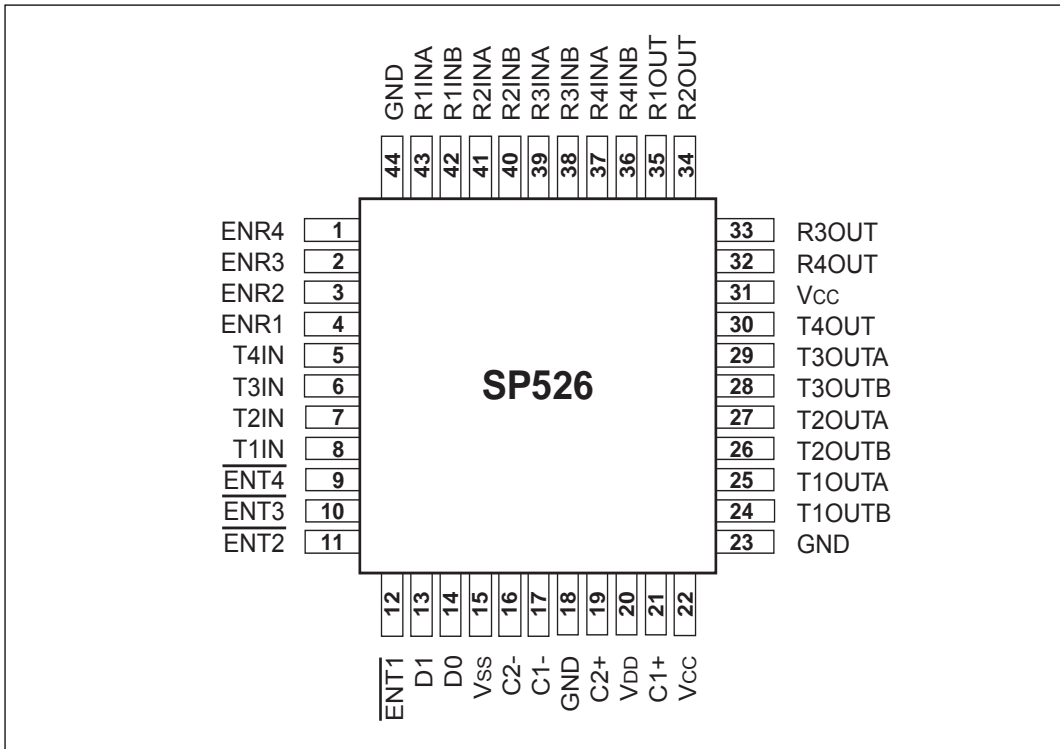 GND
R1INA
R1INB
R2INA
R2INB
R3INA
R3INB
R4INA
R4INB
R1OUT
R2OUT
44
43
42
41
40
39
38
37
36
35
34
ENR4 1
ENR3 2
ENR2 3
ENR1 4
T4IN 5
T3IN 6
T2IN 7
T1IN 8
ENT4 9
ENT3 10
ENT2 11
SP526
33 R3OUT
32 R4OUT
31 VCC
30 T4OUT
29 T3OUTA
28 T3OUTB
27 T2OUTA
26 T2OUTB
25 T1OUTA
24 T1OUTB
23 GND
12
13
14
15
16
17
18
19
20
21
22
ENT1
D1
D0
VSS
C2-
C1-
GND
C2+
VDD
C1+
VCC